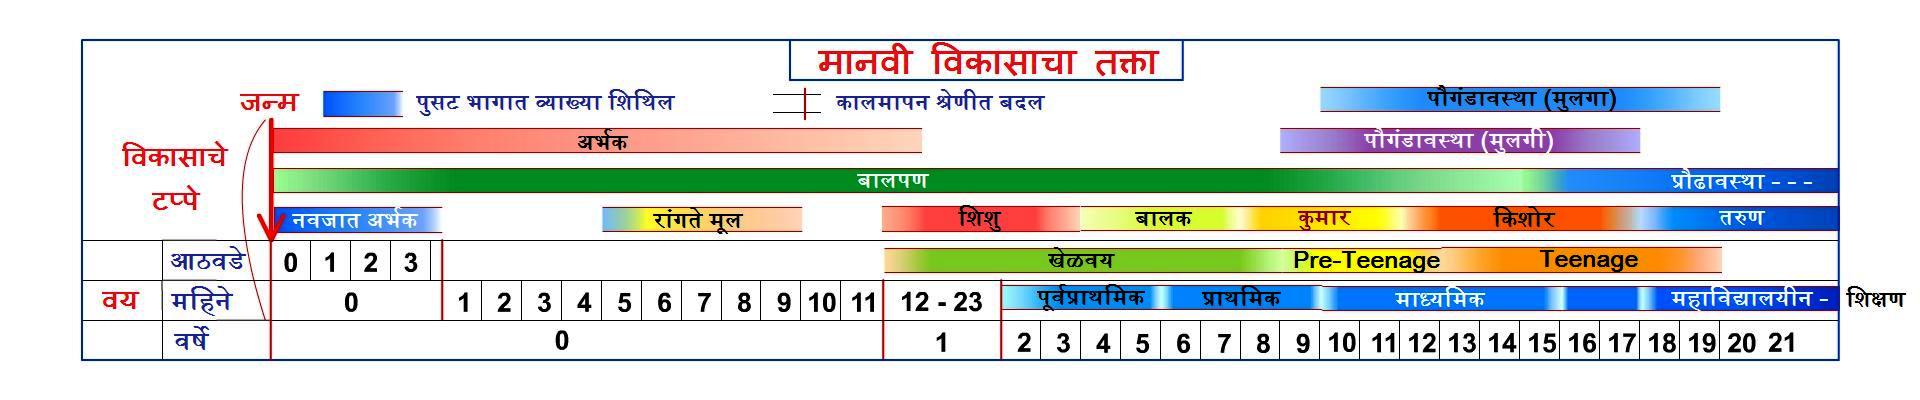 मानवी विकासाचा तक्ता
जन्म पुसट भागात व्याख्या शिथिल कालमापन श्रेणीत बदल पौगंडावस्था (मुलगा)
अर्भक पौगंडावस्था (मुलगी)
विकासाचे टप्पे
बालपण प्रौढावस्था - - -
नवजात अर्भक रांगते मूल शिशु बालक कुमार किशोर तरुण
आठवडे 0 1 2 3 खेळवय Pre-Teenage Teenage
वय महिने 0 1 2 3 4 5 6 7 8 9 10 11 12 - 23 पूर्वप्राथमिक प्राथमिक माध्यमिक महाविद्यालयीन - शिक्षण
वर्षे 0 1 2 3 4 5 6 7 8 9 10 11 12 13 14 15 16 17 18 19 20 21